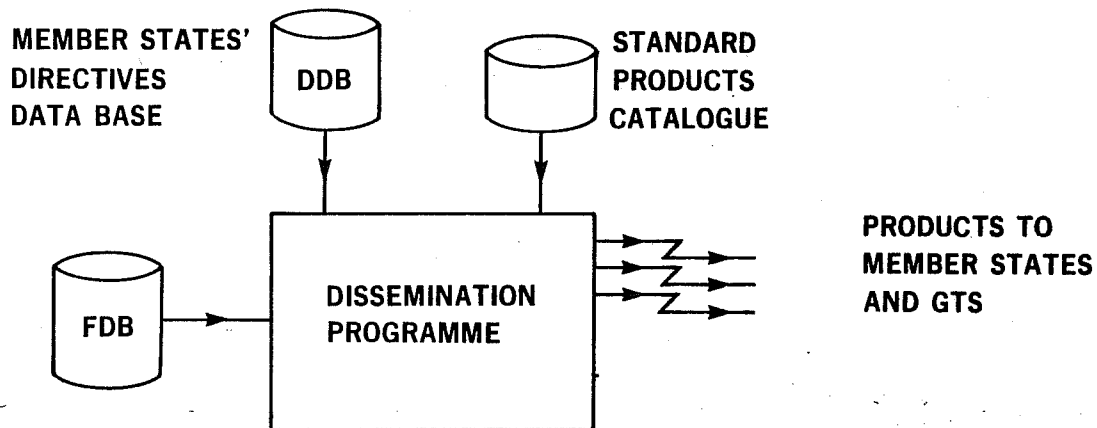 MEMBER STATES'
DIRECTIVES
DATA BASE
DDB
STANDARD
PRODUCTS
CATALOGUE
FDB
DISSEMINATION
PROGRAMME
PRODUCTS TO
MEMBER STATES
AND GTS